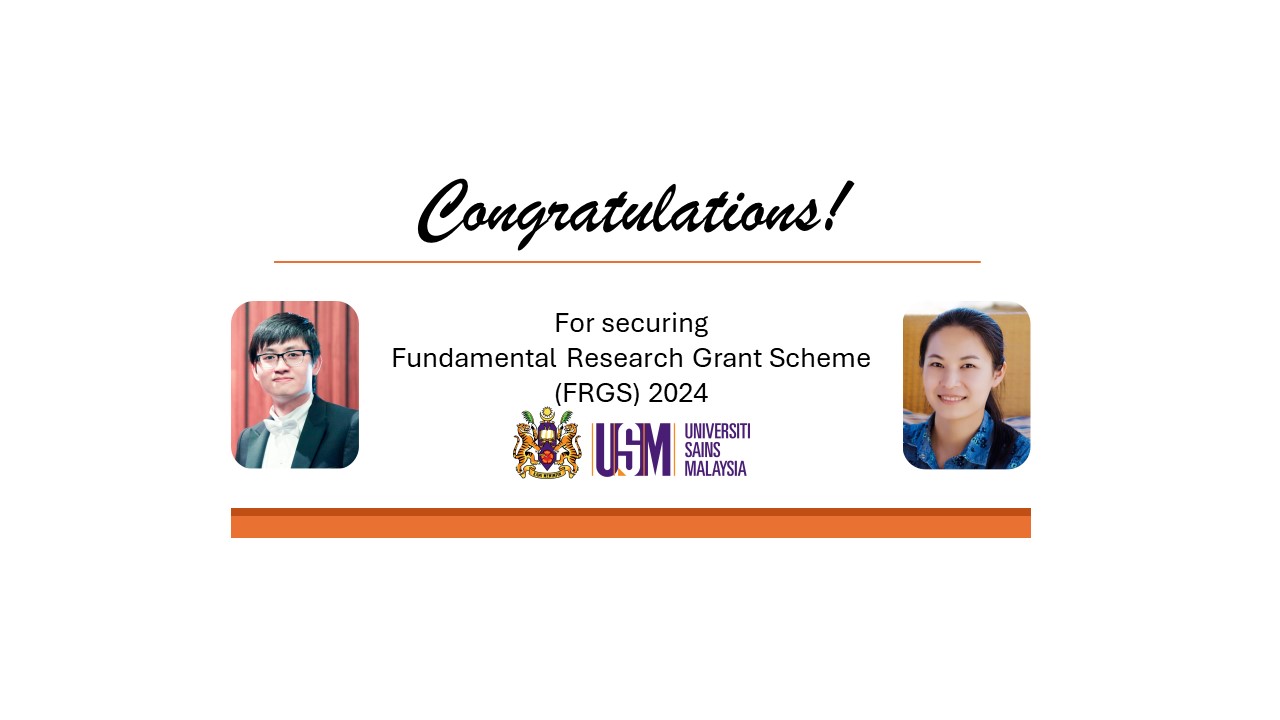 Congratulations!
For securing
Fundamental Research Grant Scheme
(FRGS) 2024
USM
UNIVERSITI
SAINS
MALAYSIA